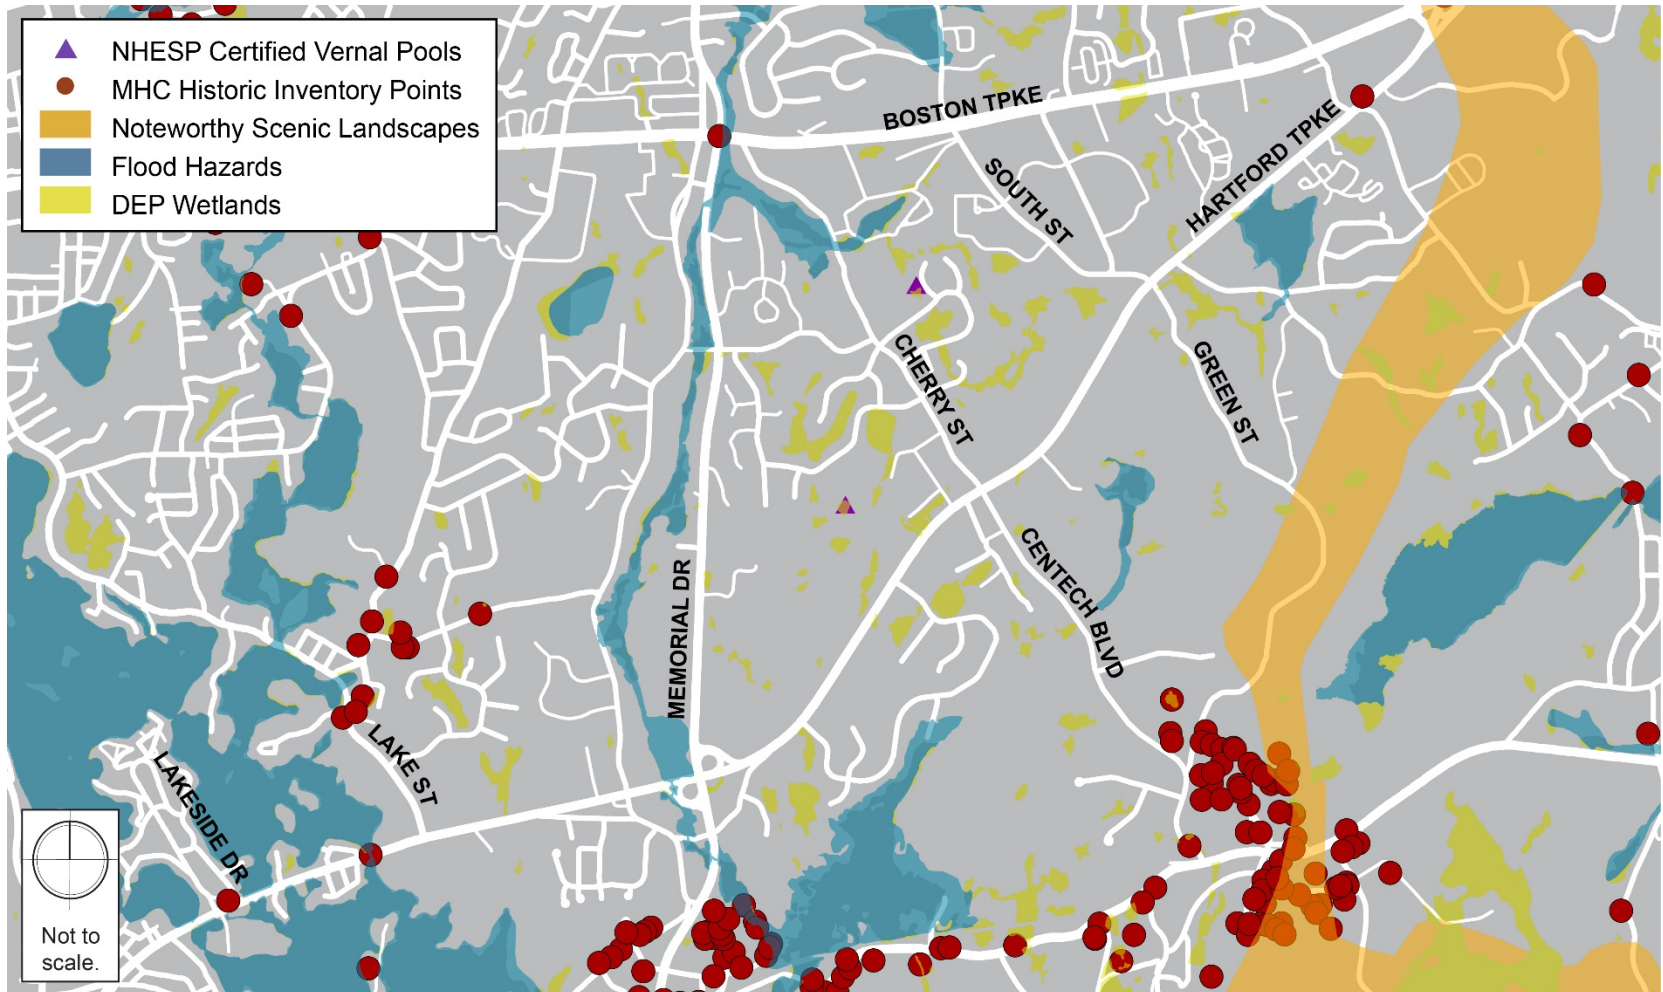 NHESP Certified Vernal Pools
MHC Historic Inventory Points
Noteworthy Scenic Landscapes
Flood Hazards
DEP Wetlands
BOSTON TPKE
HARTFORD TPKE
SOUTH ST
CHERRY ST
GREEN ST
CENTECH BLVD
MEMORIAL DR
LAKE ST
LAKESIDE DR
Not to
scale.